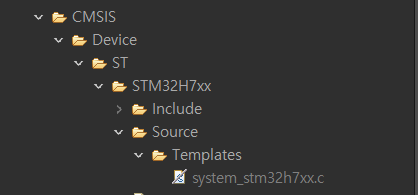 CMSIS
Device
ST
STM32H7xx
Include
Source
Templates
system_stm32h7xx.c